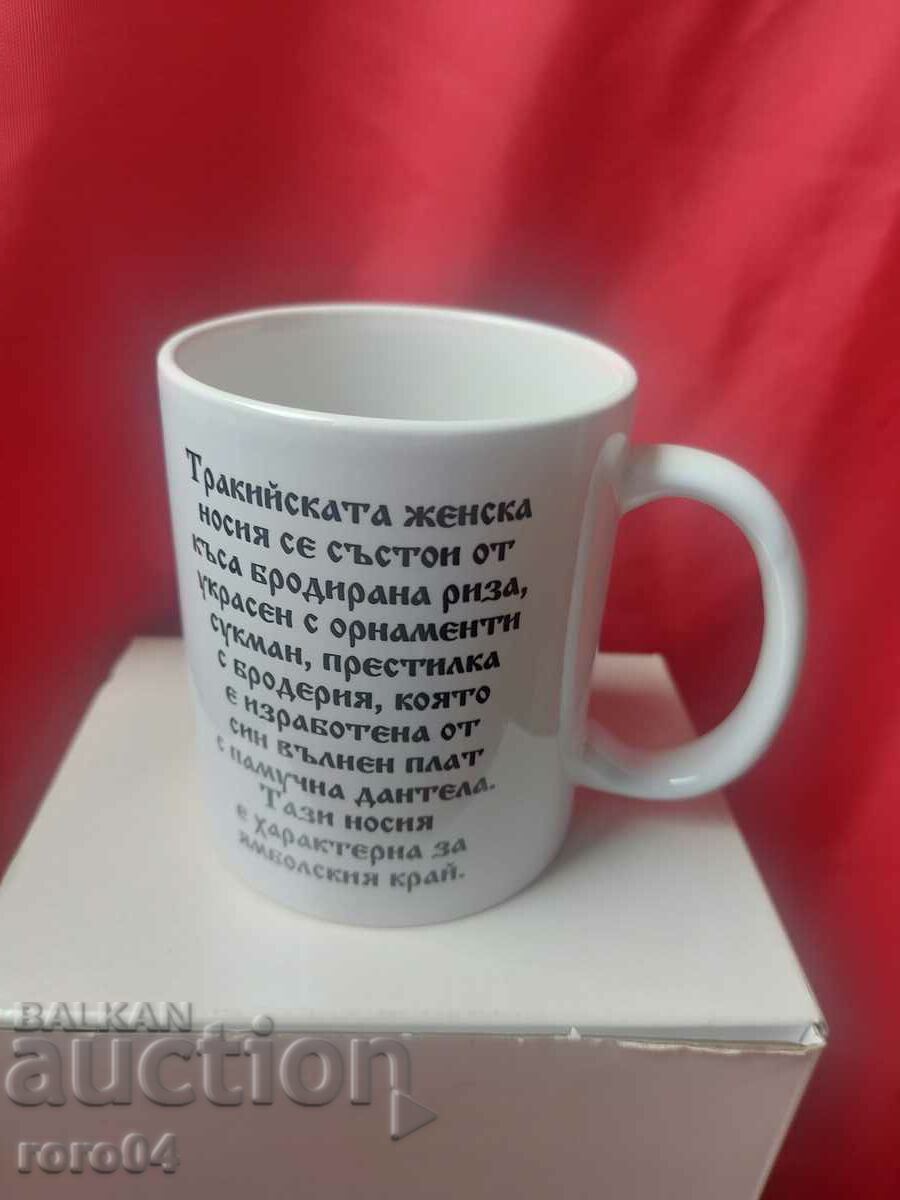 Тракийската женска
носия се състои от
къса бродирана риза,
украсен с орнаменти
сукман, престилка
с бродерия, която
е изработена от
син вълнен плат
с памучна дантела.
Тази носия
е характерна за
ямболския край.
BALKAN
auction
roro04